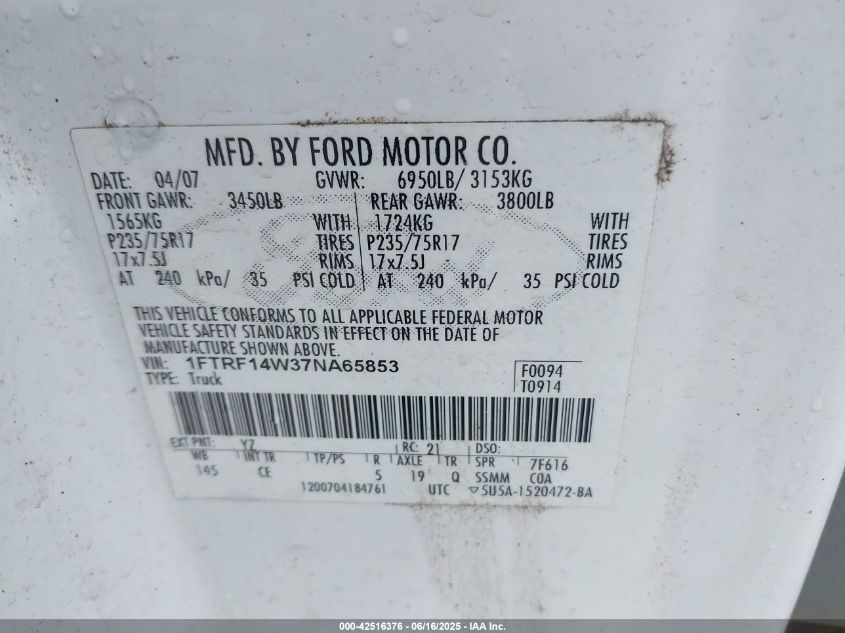 MFD. BY FORD MOTOR CO.
DATE: 04/07 GVWR: 6950LB/ 3153KG
FRONT GAWR: 3450LB REAR GAWR: 3800LB
1565KG WITH 1724KG WITH
P235/75R17 TIRES P235/75R17 TIRES
17x7.5J RIMS 17x7.5J RIMS
AT 240 kPa/ 35 PSI COLD AT 240 kPa/ 35 PSI COLD
THIS VEHICLE CONFORMS TO ALL APPLICABLE FEDERAL MOTOR
VEHICLE SAFETY STANDARDS IN EFFECT ON THE DATE OF
MANUFACTURE SHOWN ABOVE.
VIN: 1FTRF14W37NA65853
F0094
TYPE: Truck T0914
EXT PNT: YZ RC: 21 DSO:
WB INT TR TP/PS R AXLE TR SPR 7F616
145 CE 5 19 Q SSMM COA
1200704184761 UTC ▽5U5A-1520472-BA
000-42516376 - 06/16/2025 - IAA Inc.